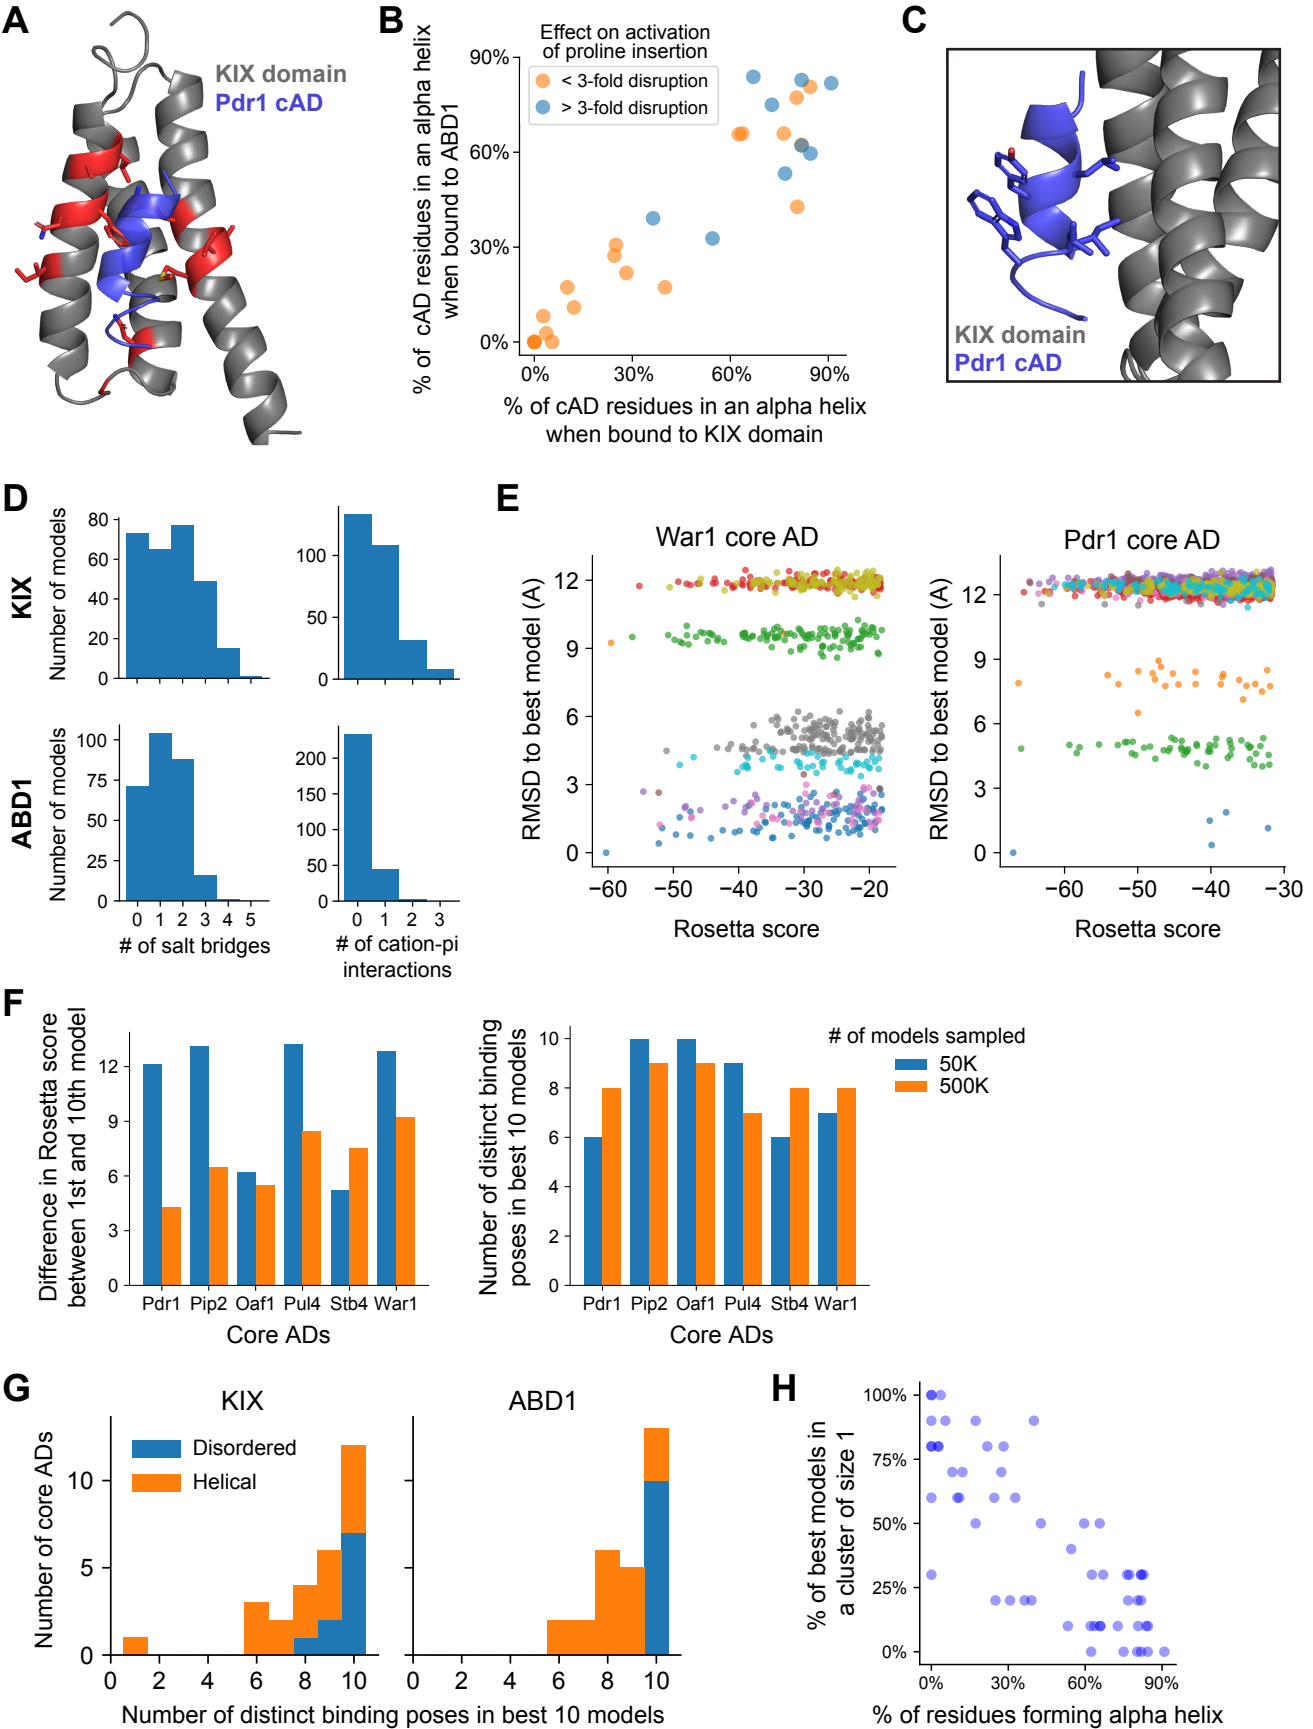 A
KIX domain
Pdr1 cAD
B
Effect on activation
of proline insertion
< 3-fold disruption
> 3-fold disruption
% of cAD residues in an alpha helix
when bound to ABD1
90%
60%
30%
0%
0%
30%
60%
90%
% of cAD residues in an alpha helix
when bound to KIX domain
C
KIX domain
Pdr1 cAD
D
KIX
Number of models
80
60
40
20
0
100
50
0
ABD1
Number of models
100
75
50
25
0
0 1 2 3 4 5
# of salt bridges
200
150
100
50
0
0 1 2 3
# of cation-pi
interactions
E
War1 core AD
RMSD to best model (A)
12
9
6
3
0
−60 −50 −40 −30 −20
Rosetta score
Pdr1 core AD
RMSD to best model (A)
12
9
6
3
0
−60 −50 −40 −30
Rosetta score
F
Difference in Rosetta score
between 1st and 10th model
12
9
6
3
0
Pdr1 Pip2 Oaf1 Pul4 Stb4 War1
Core ADs
Number of distinct binding
poses in best 10 models
10
8
6
4
2
0
Pdr1 Pip2 Oaf1 Pul4 Stb4 War1
Core ADs
# of models sampled
50K
500K
G
KIX
Disordered
Helical
Number of core ADs
10
5
0
0 2 4 6 8 10
ABD1
0 2 4 6 8 10
Number of distinct binding poses in best 10 models
H
% of best models in
a cluster of size 1
100%
75%
50%
25%
0%
0% 30% 60% 90%
% of residues forming alpha helix